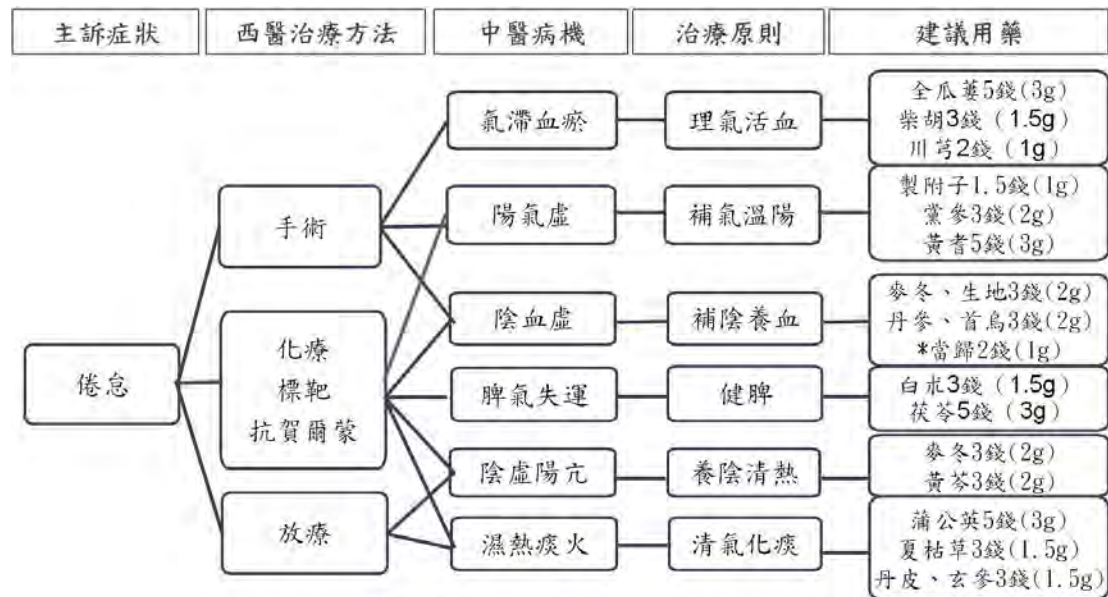 主訴症狀
西醫治療方法
中醫病機
治療原則
建議用藥
倦怠
手術
化療
標靶
抗賀爾蒙
放療
氣滯血瘀
理氣活血
全瓜蔞5錢(3g)
柴胡3錢（1.5g）
川芎2錢（1g）
陽氣虛
補氣溫陽
製附子1.5錢(1g)
黨參3錢(2g)
黃耆5錢(3g)
陰血虛
補陰養血
麥冬、生地3錢(2g)
丹參、首烏3錢(2g)
*當歸2錢(1g)
脾氣失運
健脾
白朮3錢（1.5g）
茯苓5錢（3g）
陰虛陽亢
養陰清熱
麥冬3錢(2g)
黃芩3錢(2g)
濕熱痰火
清氣化痰
蒲公英5錢(3g)
夏枯草3錢(1.5g)
丹皮、玄參3錢(1.5g)